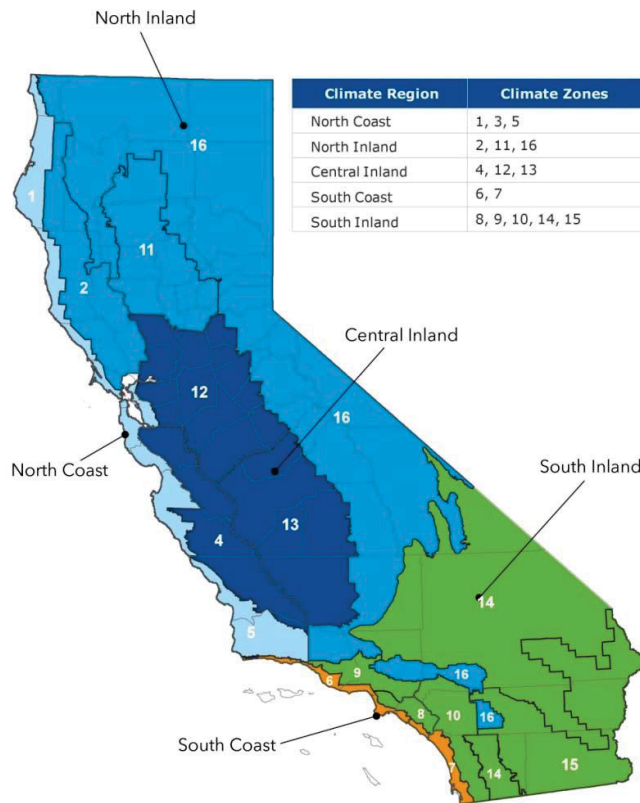 North Inland
Climate Region Climate Zones
North Coast 1, 3, 5
North Inland 2, 11, 16
Central Inland 4, 12, 13
South Coast 6, 7
South Inland 8, 9, 10, 14, 15
16
1
11
2
Central Inland
12
16
North Coast
South Inland
13
4
14
5
9
16
6
8
10
16
South Coast
7
14
15